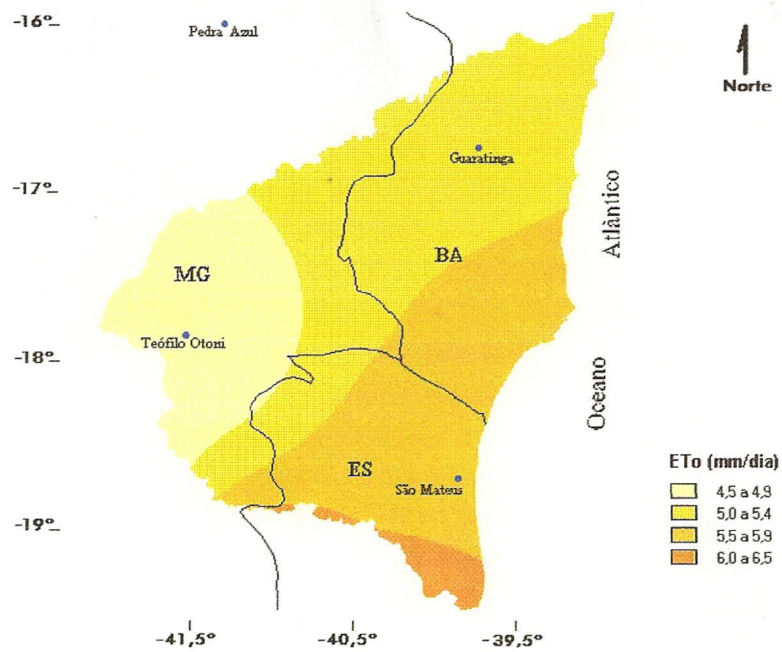 -16°
Pedra Azul
Norte
Guaratinga
-17°
Atlàntico
BA
MG
Teófilo Otoni
-18°
Oceano
ES
São Mateus
-19°
ETo (mm/dia)
4,5 a 4,9
5,0 a 5,4
5,5 a 5,9
6,0 a 6,5
-41,5°
-40,5°
-39,5°